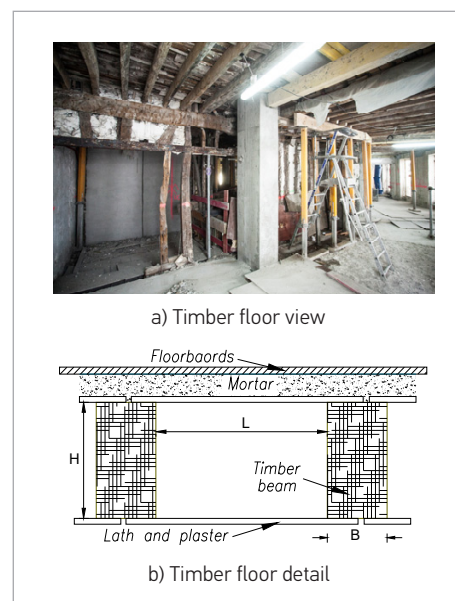 a) Timber floor view
Floorbaords
Mortar
L
H
Timber
beam
Lath and plaster
B
b) Timber floor detail